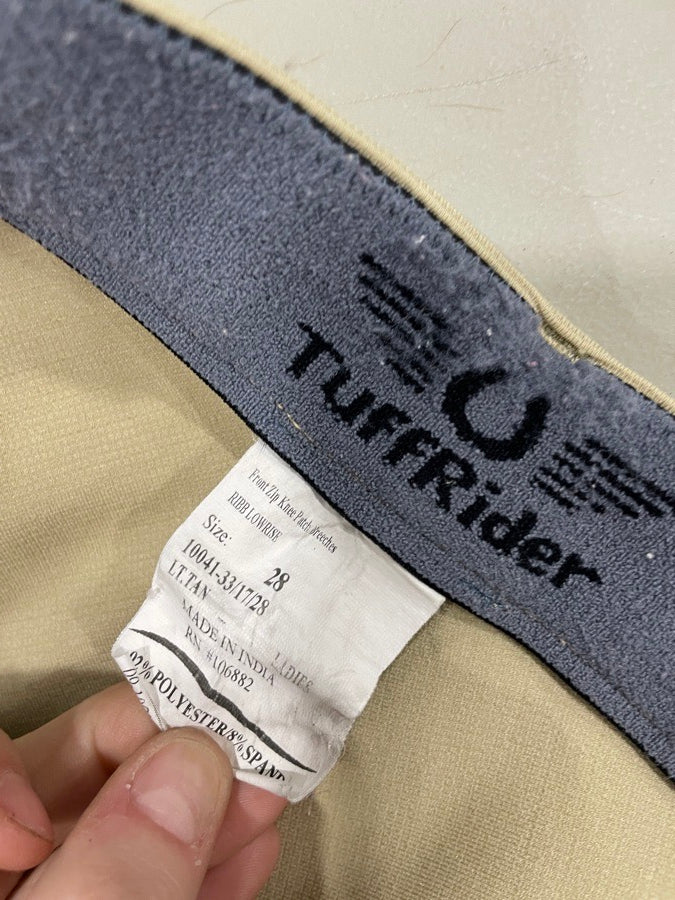 TuffRider
Front Zip Knee Patch Breeches
RIBB LOWRISE
Size: 28
10041-33/17/28
LT.TAN
LADIES
MADE IN INDIA
RN #106882
92% POLYESTER/8% SPAND